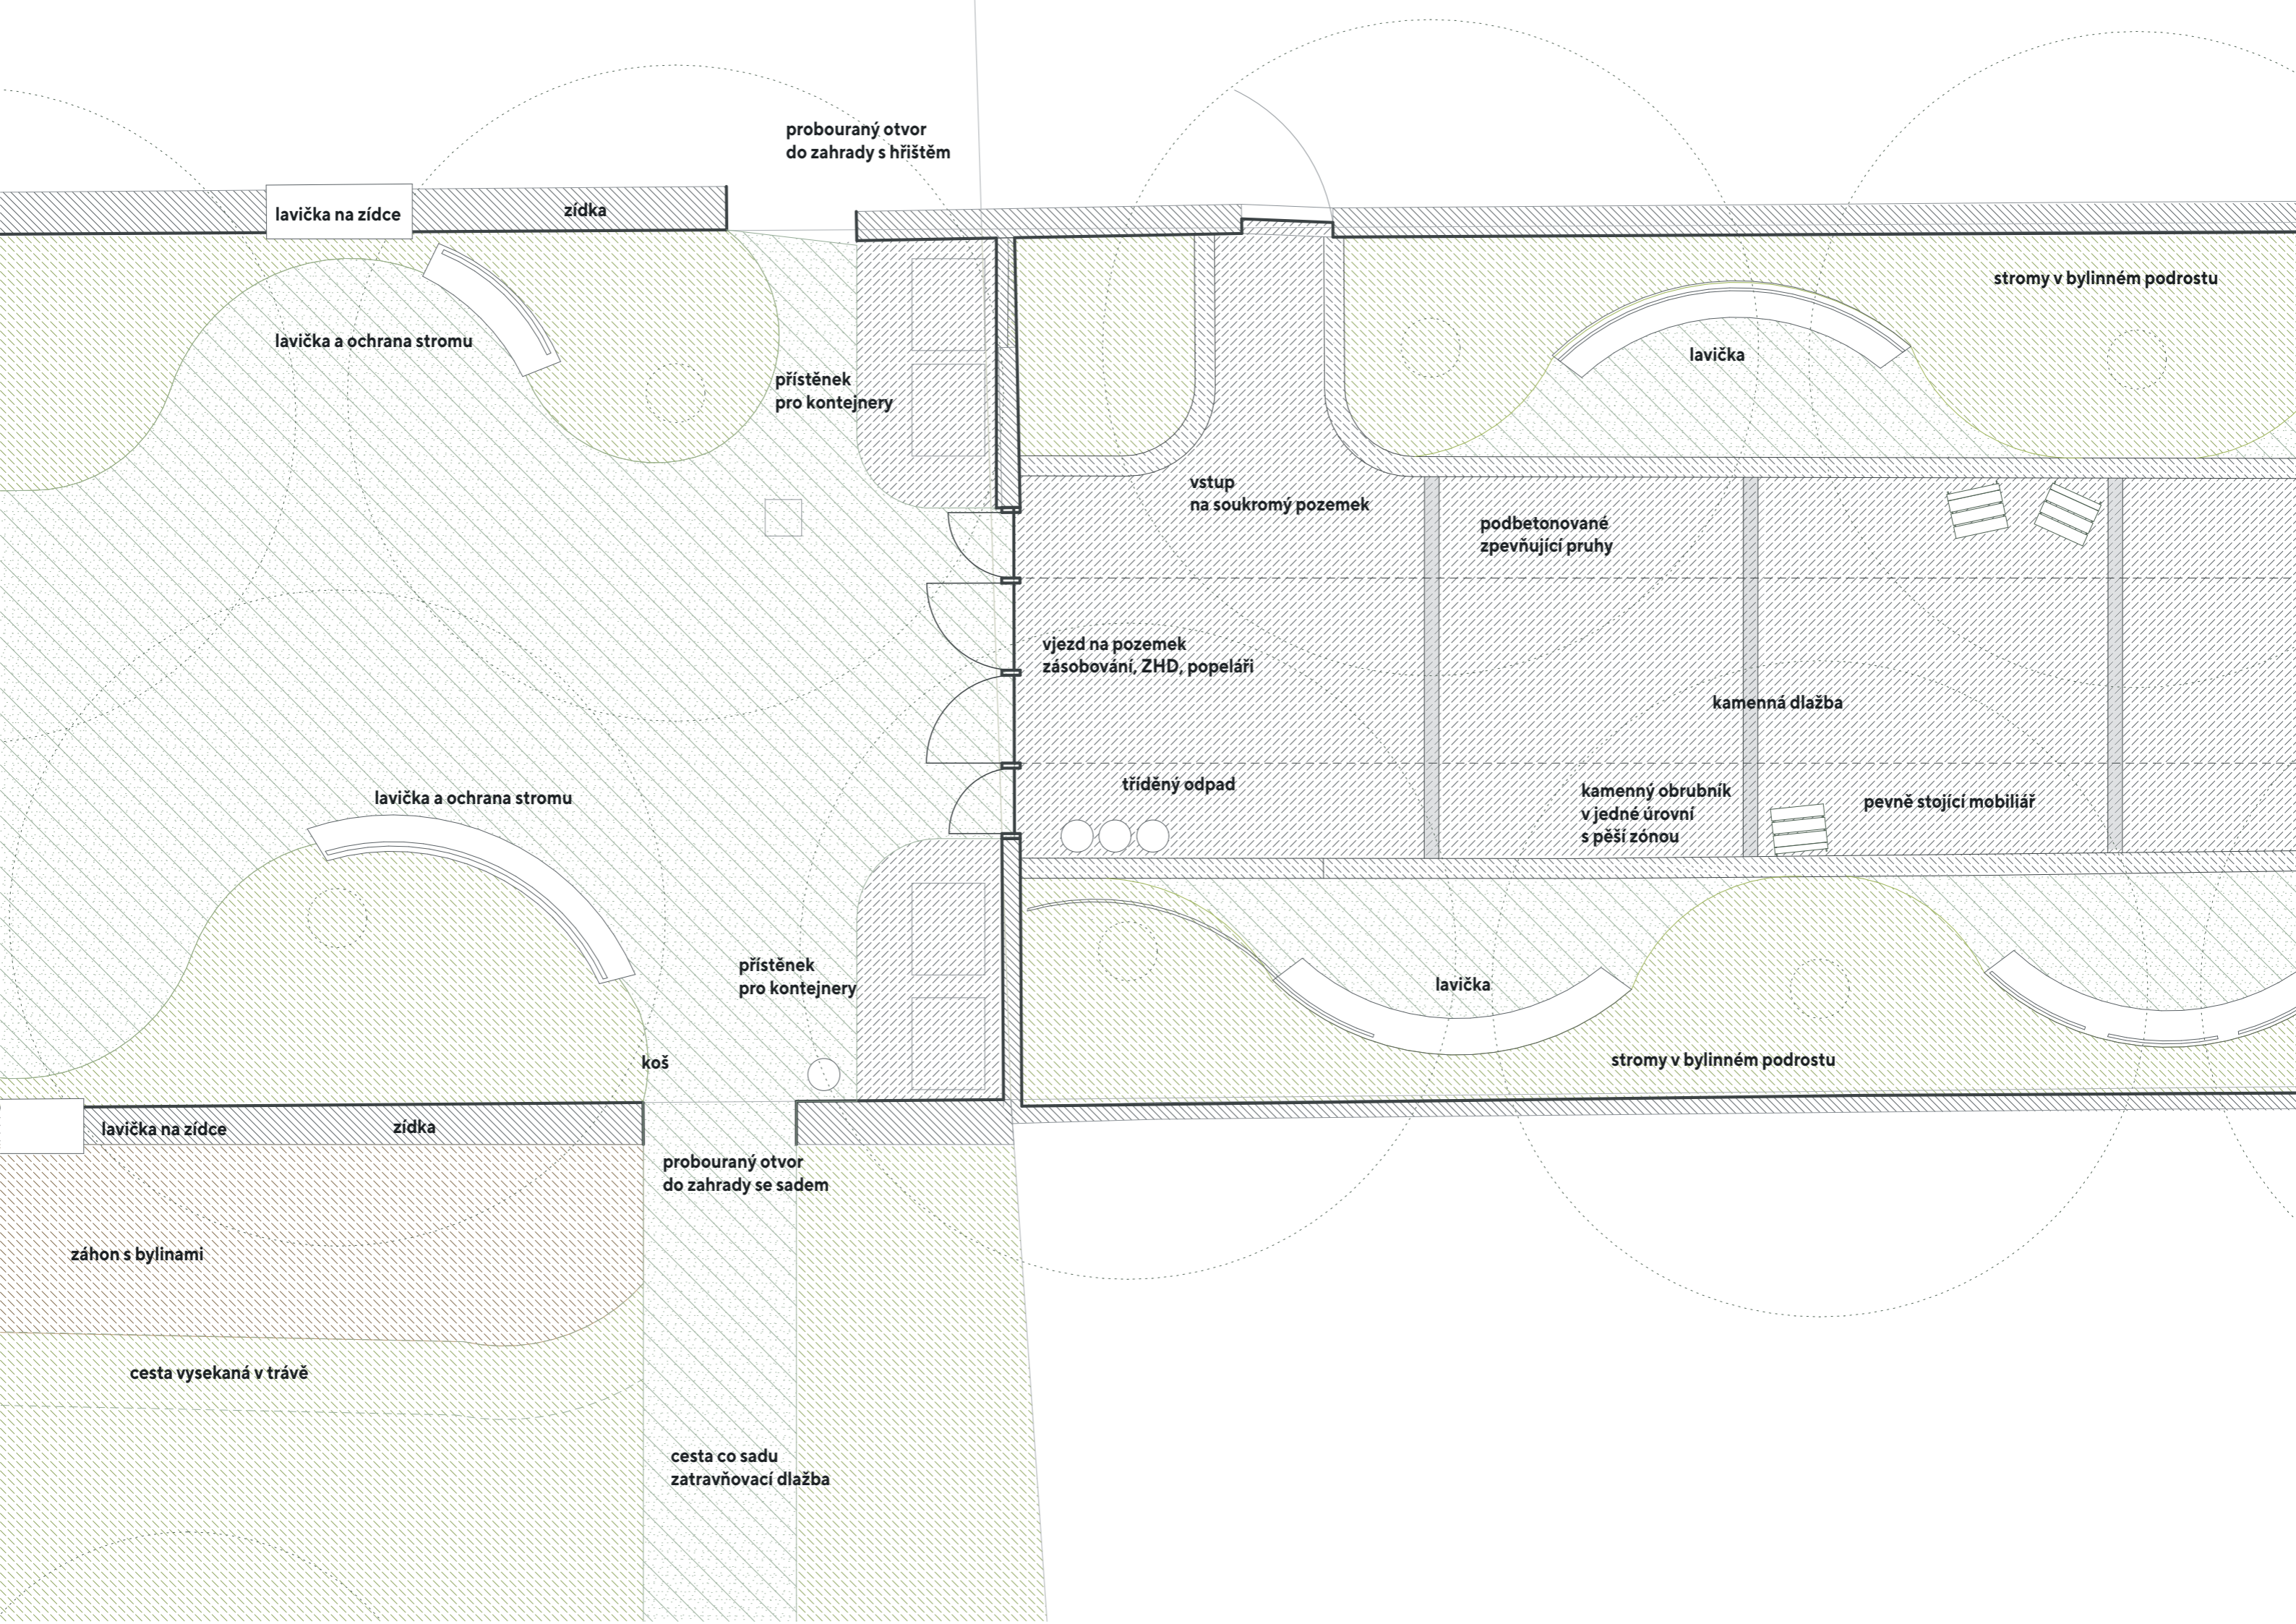 probouraný otvor
do zahrady s hřištěm
lavička na zídce
zídka
stromy v bylinném podrostu
lavička a ochrana stromu
lavička
přístěnek
pro kontejnery
vstup
na soukromý pozemek
podbetonované
zpevňující pruhy
vjezd na pozemek
zásobování, ZHD, popeláři
kamenná dlažba
tříděný odpad
kamenný obrubník
v jedné úrovní
s pěší zónou
pevně stojící mobiliář
lavička a ochrana stromu
přístěnek
pro kontejnery
lavička
koš
stromy v bylinném podrostu
lavička na zídce
zídka
probouraný otvor
do zahrady se sadem
záhon s bylinami
cesta vysekaná v trávě
cesta co sadu
zatravňovací dlažba